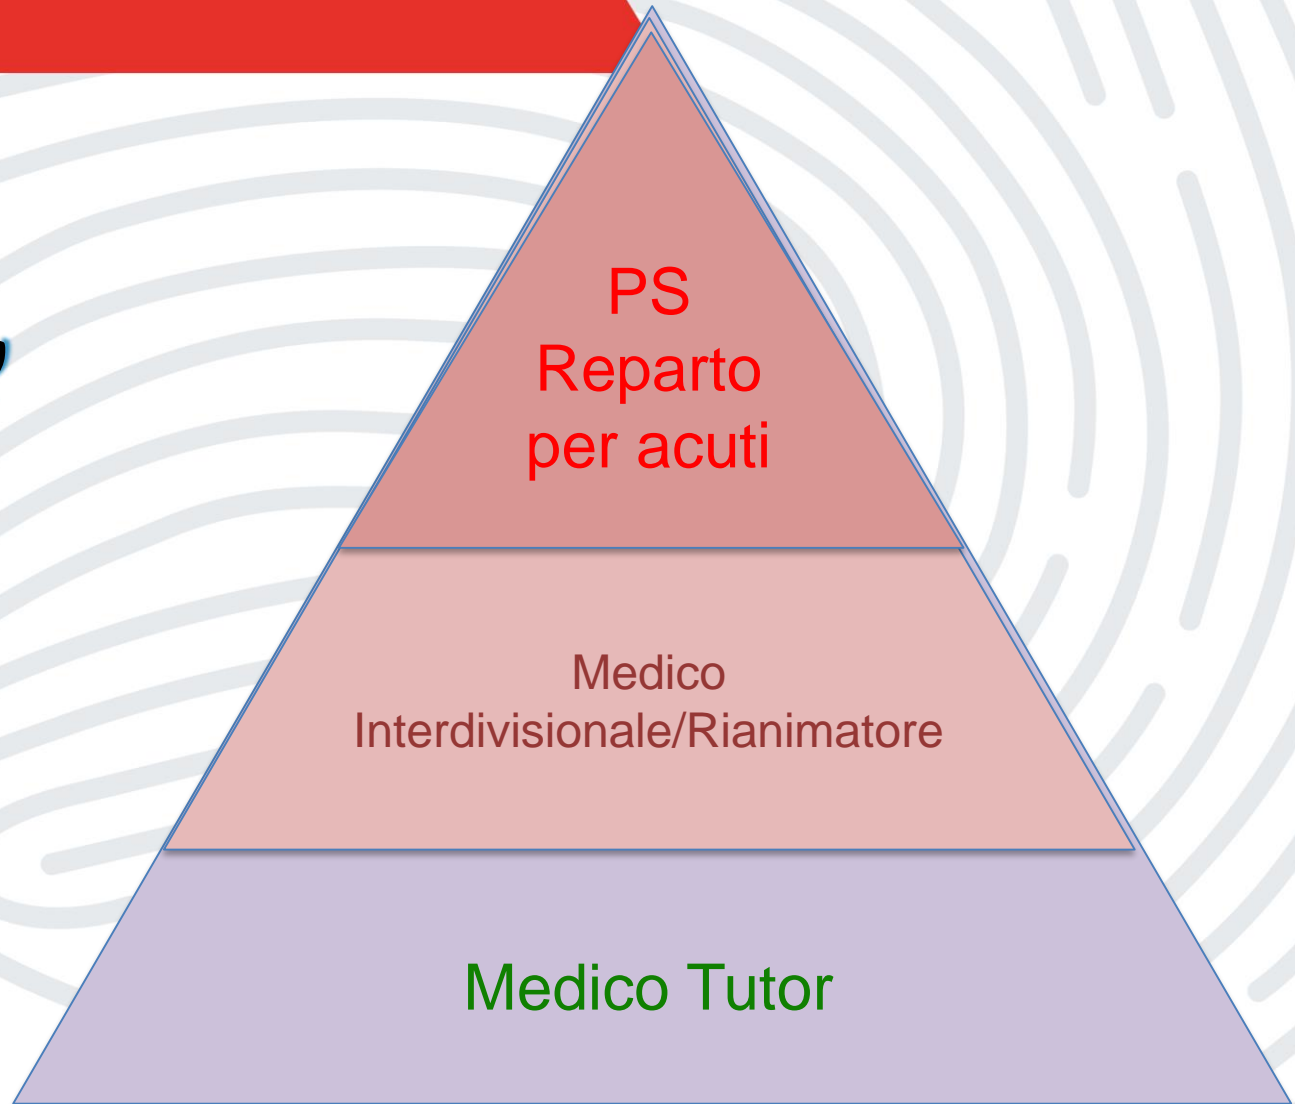 PS
Reparto
per acuti
Medico
Interdivisionale/Rianimatore
Medico Tutor